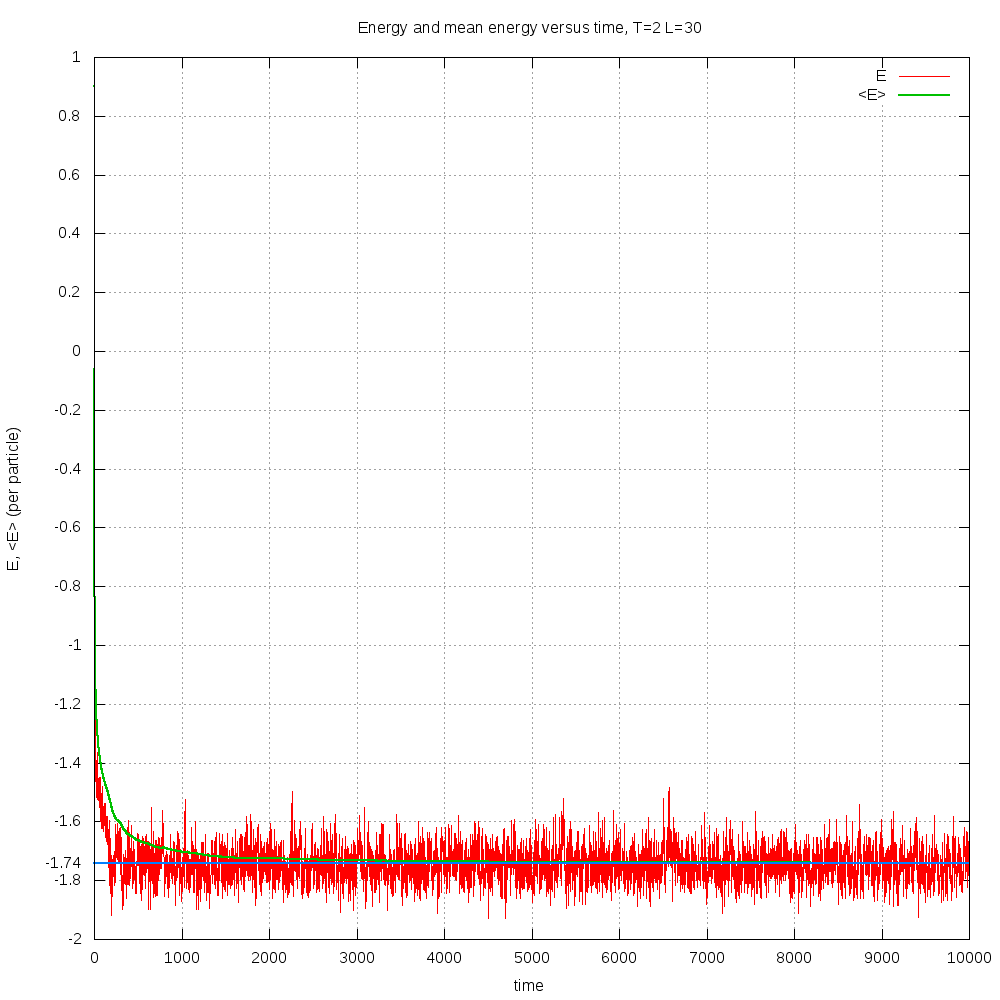 Energy and mean energy versus time, T=2 L=30
E
<E>
1
0.8
0.6
0.4
0.2
0
-0.2
-0.4
-0.6
-0.8
-1
-1.2
-1.4
-1.6
-1.74
-1.8
-2
E, <E> (per particle)
0 1000 2000 3000 4000 5000 6000 7000 8000 9000 10000
time